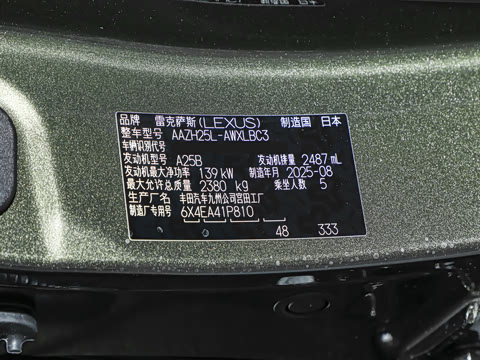 品牌 雷克萨斯(LEXUS) 制造国 日本
整车型号 AAZH25L-AWXLBC3
车辆识别代号
发动机型号 A25B 发动机排量 2487 mL
发动机最大净功率 139 kW 制造年月 2025-08
最大允许总质量 2380 kg 乘坐人数 5
生产厂名 丰田汽车九州公司宫田工厂
制造厂专用号 6X4EA41P810
48 333